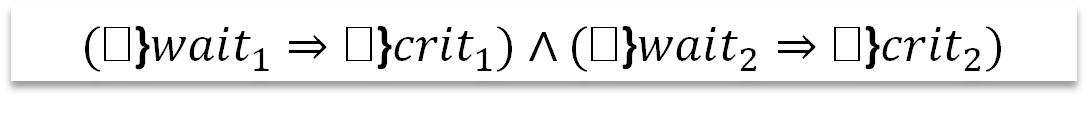 (□}wait₁ ⇒ □}crit₁) ∧ (□}wait₂ ⇒ □}crit₂)